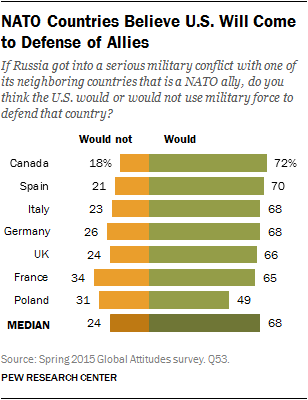 NATO Countries Believe U.S. Will Come
to Defense of Allies
If Russia got into a serious military conflict with one of
its neighboring countries that is a NATO ally, do you
think the U.S. would or would not use military force to
defend that country?
Would not Would
Canada 18% 72%
Spain 21 70
Italy 23 68
Germany 26 68
UK 24 66
France 34 65
Poland 31 49
MEDIAN 24 68
Source: Spring 2015 Global Attitudes survey. Q53.
PEW RESEARCH CENTER